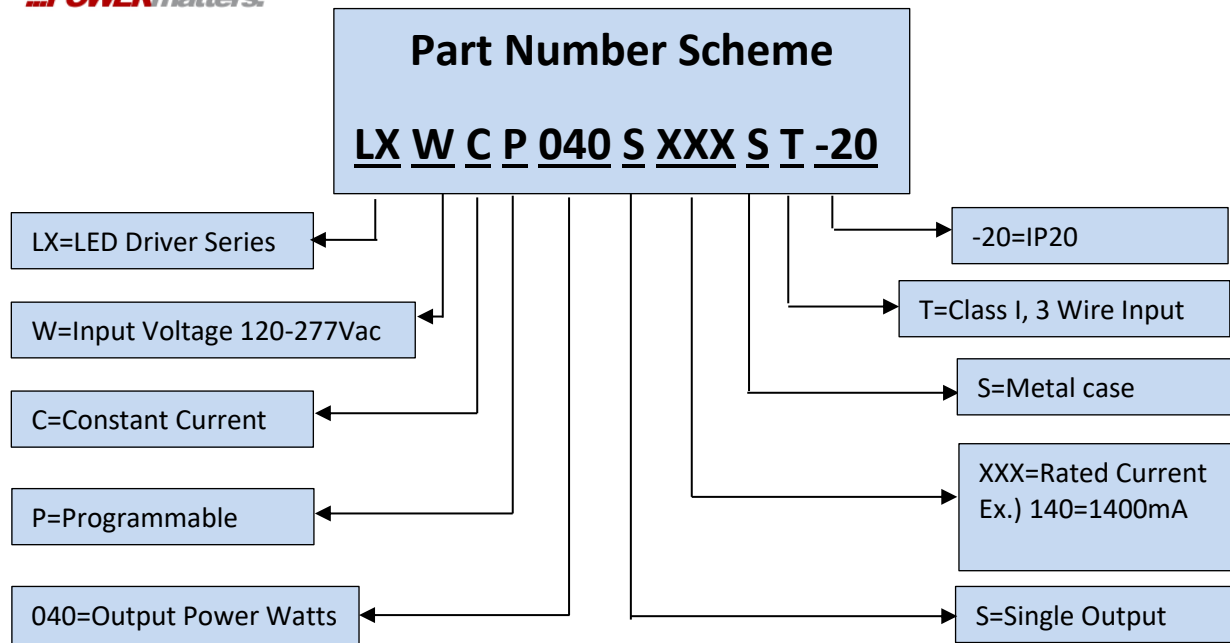 ...POWERmatters.
Part Number Scheme
LX W C P 040 S XXX S T -20
LX=LED Driver Series
W=Input Voltage 120-277Vac
C=Constant Current
P=Programmable
040=Output Power Watts
-20=IP20
T=Class I, 3 Wire Input
S=Metal case
XXX=Rated Current
Ex.) 140=1400mA
S=Single Output